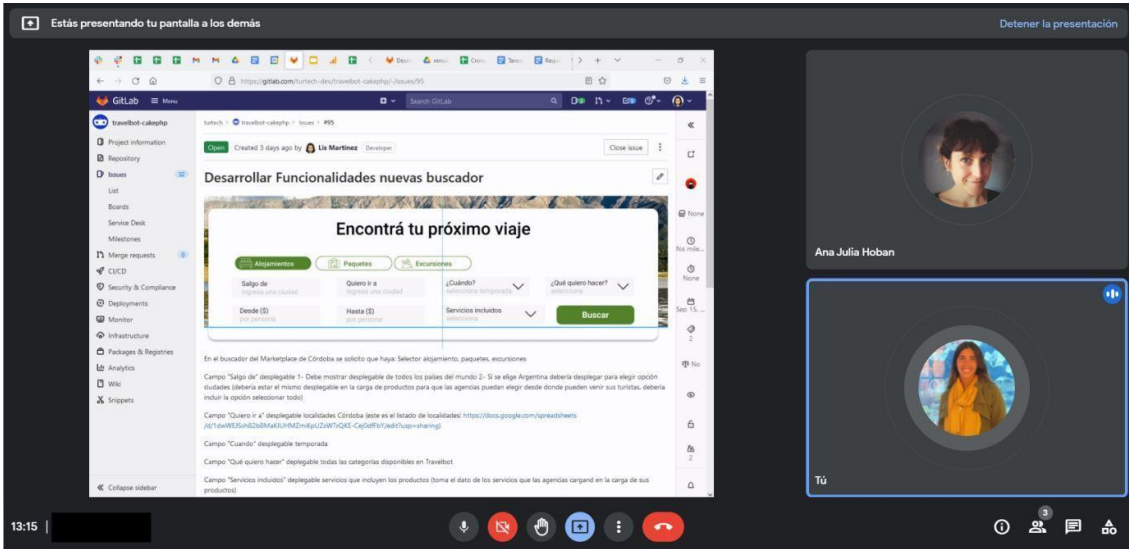 Estás presentando tu pantalla a los demás
Detener la presentación
https://gitlab.com/turtech-dev/travelbot-cakephp/-/issues/95
GitLab Menu
Search GitLab
travelbot-cakephp
Project information
Repository
Issues 32
List
Boards
Service Desk
Milestones
Merge requests 0
CI/CD
Security & Compliance
Deployments
Monitor
Infrastructure
Packages & Registries
Analytics
Wiki
Snippets
Collapse sidebar
turtech > travelbot-cakephp > Issues > #95
Open Created 3 days ago by Lia Martinez Developer
Close issue
Desarrollar Funcionalidades nuevas buscador
Encontrá tu próximo viaje
Alojamientos Paquetes Excursiones
Salgo de Quiero ir a ¿Cuándo? ¿Qué quiero hacer?
ingresa una ciudad ingresa una ciudad selecciona temporada selecciona
Desde ($) Hasta ($) Servicios incluidos Buscar
por persona por persona selecciona
En el buscador del Marketplace de Córdoba se solicito que haya: Selector alojamiento, paquetes, excursiones
Campo "Salgo de" desplegable 1- Debe mostrar desplegable de todos los países del mundo 2- Si se elige Argentina debería desplegar para elegir opción
ciudades (debería estar el mismo desplegable en la carga de productos para que las agencias puedan elegir desde donde pueden venir sus turistas, debería
incluir la opción seleccionar todo)
Campo "Quiero ir a" desplegable localidades Córdoba (este es el listado de localidades: https://docs.google.com/spreadsheets
Campo "Cuando" desplegable temporada
Campo "Qué quiero hacer" deplegable todas las categorías disponibles en Travelbot
Campo "Servicios incluidos" deplegable servicios que incluyen los productos (toma el dato de los servicios que las agencias cargand en la carga de sus
productos)
None
No mile...
None
Sep 15, ...
2
No
2
Ana Julia Hoban
Tú
13:15
3